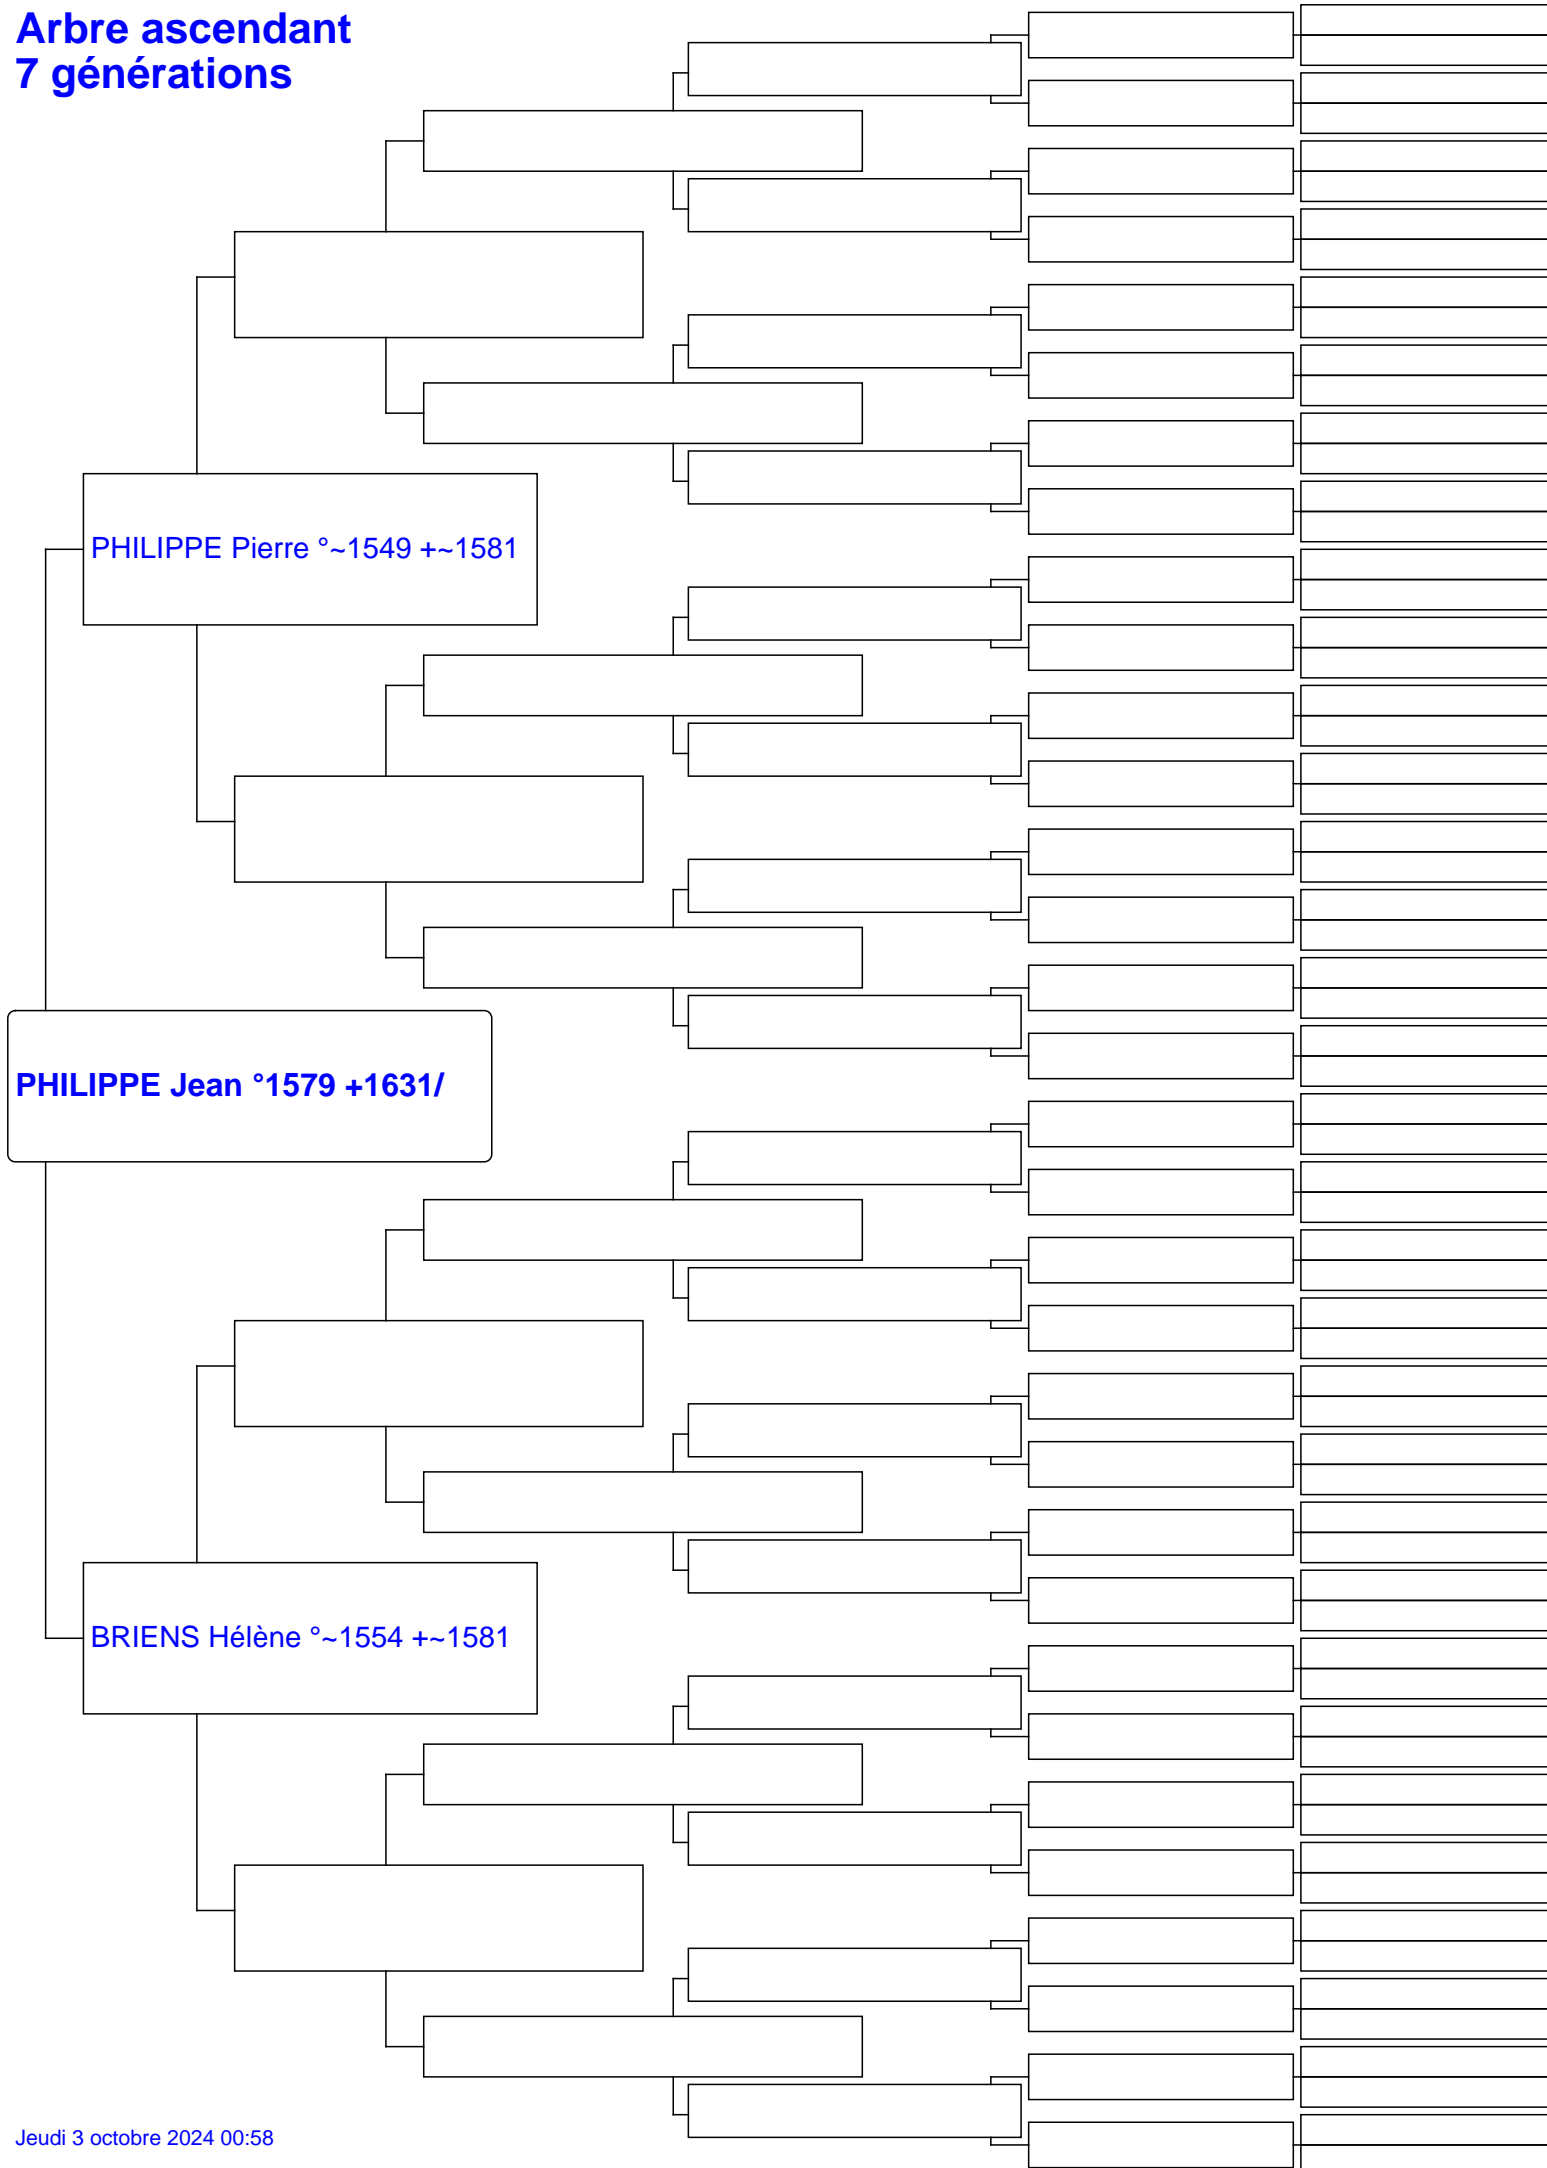 Arbre ascendant
7 générations
PHILIPPE Pierre °~1549 +~1581
PHILIPPE Jean °1579 +1631/
BRIENS Hélène °~1554 +~1581
Jeudi 3 octobre 2024 00:58